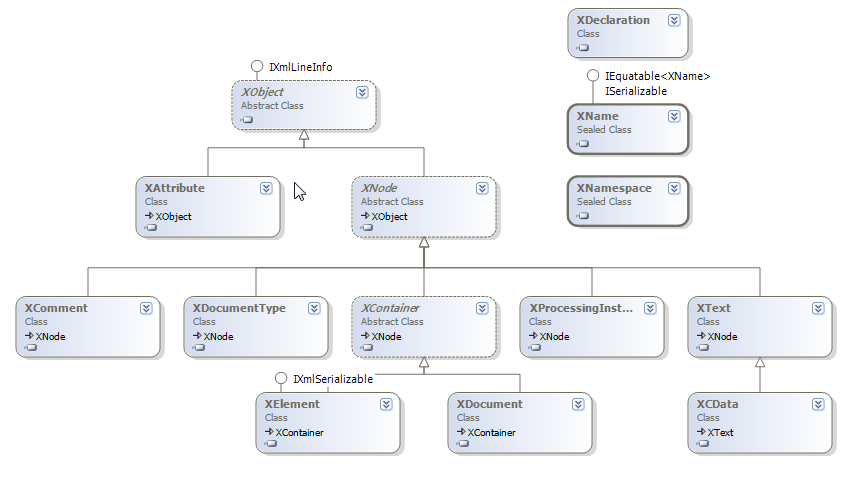 XDeclaration
Class
IXmlLineInfo
IEquatable<XName>
ISerializable
XObject
Abstract Class
XName
Sealed Class
XAttribute
Class
XObject
XNode
Abstract Class
XObject
XNamespace
Sealed Class
XComment
Class
XNode
XDocumentType
Class
XNode
XContainer
Abstract Class
XNode
XProcessingInst...
Class
XNode
XText
Class
XNode
IXmlSerializable
XElement
Class
XContainer
XDocument
Class
XContainer
XCData
Class
XText